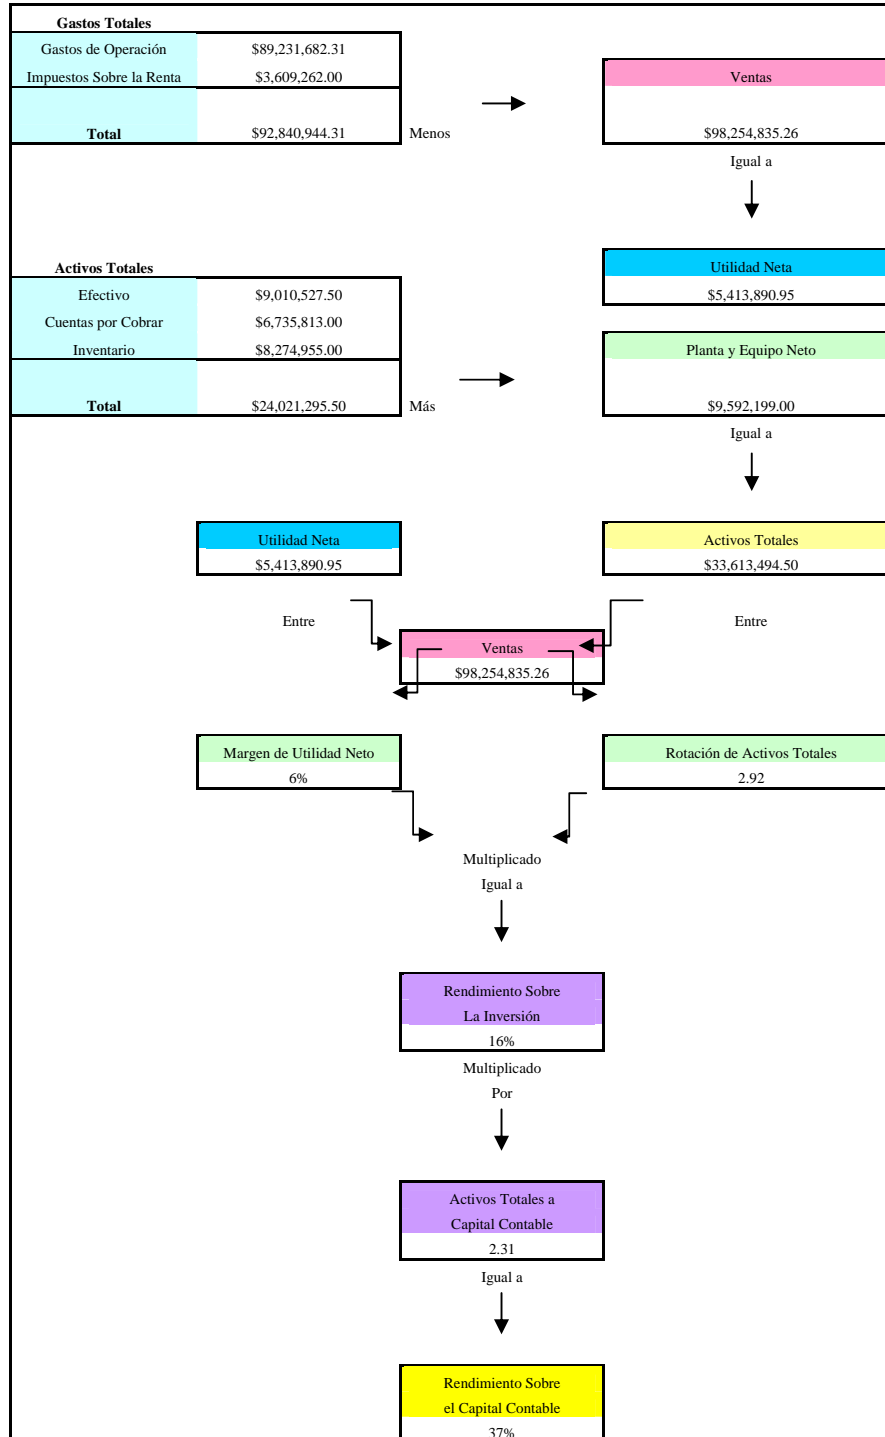 Gastos Totales
Gastos de Operación $89,231,682.31
Impuestos Sobre la Renta $3,609,262.00 Ventas
Total $92,840,944.31 Menos $98,254,835.26
Igual a
Activos Totales Utilidad Neta
Efectivo $9,010,527.50 $5,413,890.95
Cuentas por Cobrar $6,735,813.00
Inventario $8,274,955.00 Planta y Equipo Neto
Total $24,021,295.50 Más $9,592,199.00
Igual a
Utilidad Neta Activos Totales
$5,413,890.95 $33,613,494.50
Entre Entre
Ventas
$98,254,835.26
Margen de Utilidad Neto Rotación de Activos Totales
6% 2.92
Multiplicado
Igual a
Rendimiento Sobre
La Inversión
16%
Multiplicado
Por
Activos Totales a
Capital Contable
2.31
Igual a
Rendimiento Sobre
el Capital Contable
37%